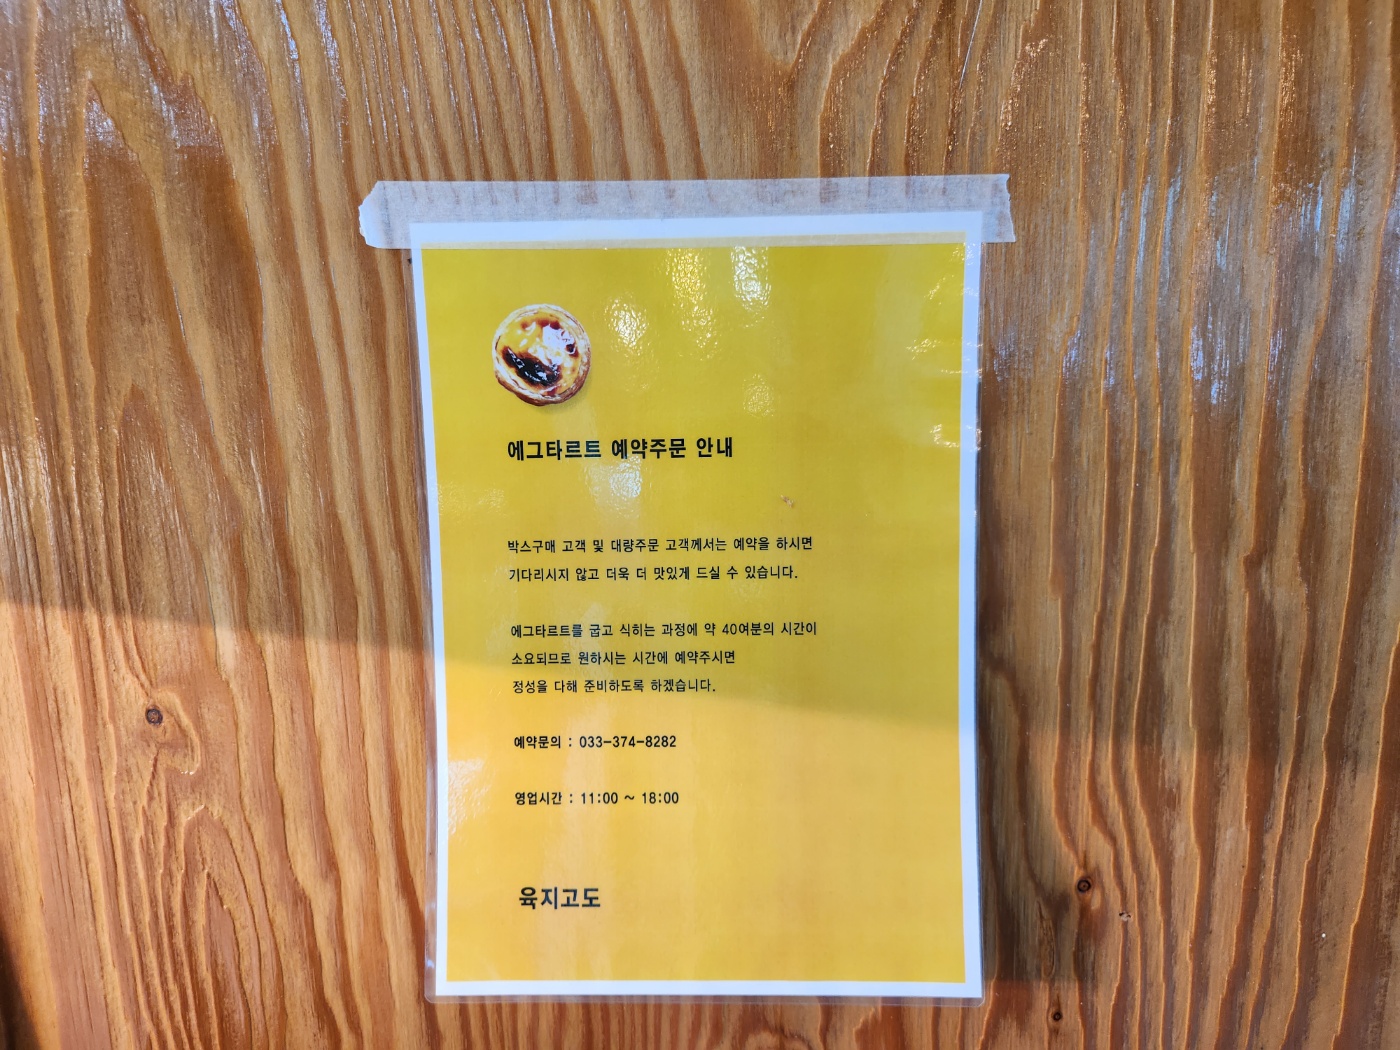 에그타르트 예약주문 안내
박스구매 고객 및 대량주문 고객께서는 예약을 하시면
기다리시지 않고 더욱 더 맛있게 드실 수 있습니다.
에그타르트를 굽고 식히는 과정에 약 40여분의 시간이
소요되므로 원하시는 시간에 예약주시면
정성을 다해 준비하도록 하겠습니다.
예약문의 : 033-374-8282
영업시간 : 11:00 ~ 18:00
육지고도